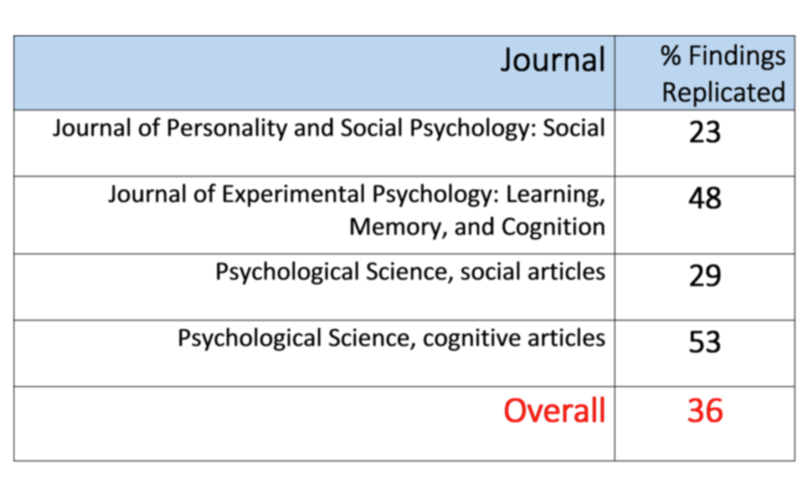 Journal
% Findings
Replicated
Journal of Personality and Social Psychology: Social
23
Journal of Experimental Psychology: Learning,
Memory, and Cognition
48
Psychological Science, social articles
29
Psychological Science, cognitive articles
53
Overall
36